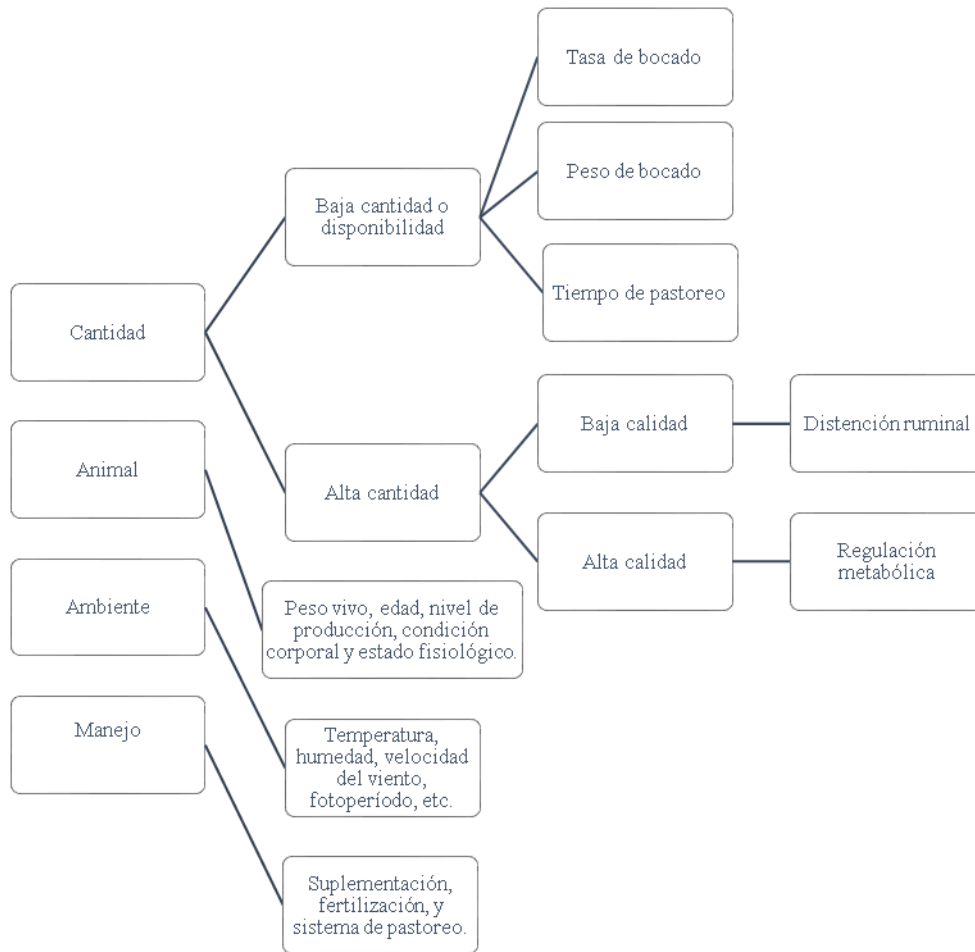 Tasa de bocado
Peso de bocado
Baja cantidad o
disponibilidad
Tiempo de pastoreo
Cantidad
Baja calidad
Distención ruminal
Animal
Alta cantidad
Alta calidad
Regulación
metabólica
Ambiente
Peso vivo, edad, nivel de
producción, condición
corporal y estado fisiológico.
Manejo
Temperatura,
humedad, velocidad
del viento,
fotoperíodo, etc.
Suplementación,
fertilización, y
sistema de pastoreo.